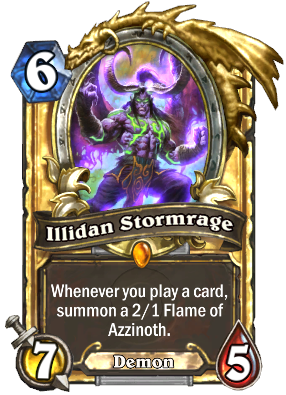 6
Illidan Stormrage
Whenever you play a card,
summon a 2/1 Flame of
Azzinoth.
7
Demon
5